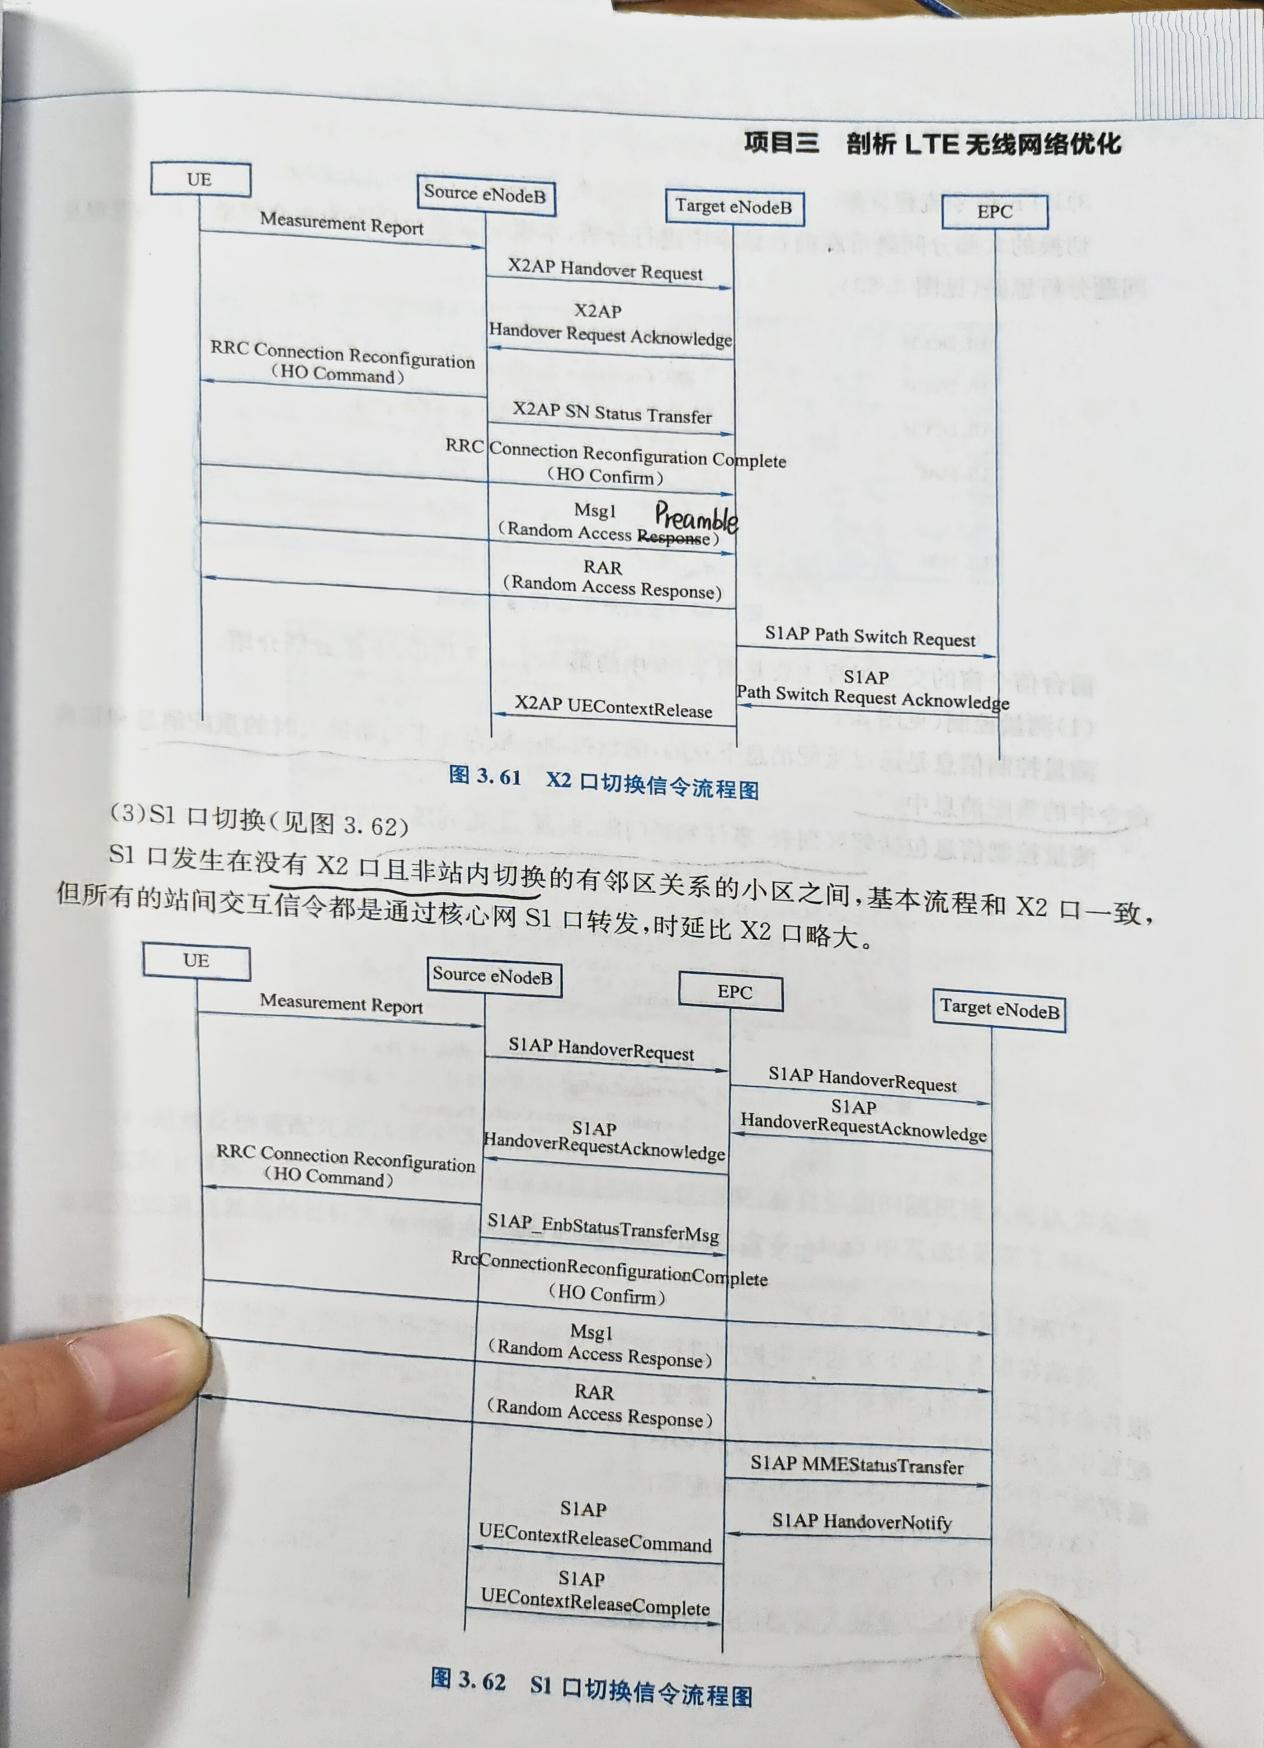 项目三 剖析 LTE 无线网络优化
UE
Source eNodeB
Target eNodeB
EPC
Measurement Report
X2AP Handover Request
X2AP
Handover Request Acknowledge
RRC Connection Reconfiguration
(HO Command)
X2AP SN Status Transfer
RRC Connection Reconfiguration Complete
(HO Confirm)
Msg1 Preamble
(Random Access Response)
RAR
(Random Access Response)
S1AP Path Switch Request
S1AP
Path Switch Request Acknowledge
X2AP UEContextRelease
图 3.61 X2 口切换信令流程图
(3)S1 口切换(见图 3.62)
S1 口发生在没有 X2 口且非站内切换的有邻区关系的小区之间,基本流程和 X2 口一致,
但所有的站间交互信令都是通过核心网 S1 口转发,时延比 X2 口略大。
UE
Source eNodeB
EPC
Target eNodeB
Measurement Report
S1AP HandoverRequest
S1AP HandoverRequest
S1AP
HandoverRequestAcknowledge
S1AP
HandoverRequestAcknowledge
RRC Connection Reconfiguration
(HO Command)
S1AP_EnbStatusTransferMsg
RrcConnectionReconfigurationComplete
(HO Confirm)
Msg1
(Random Access Response)
RAR
(Random Access Response)
S1AP MMEStatusTransfer
S1AP HandoverNotify
S1AP
UEContextReleaseCommand
S1AP
UEContextReleaseComplete
图 3.62 S1 口切换信令流程图